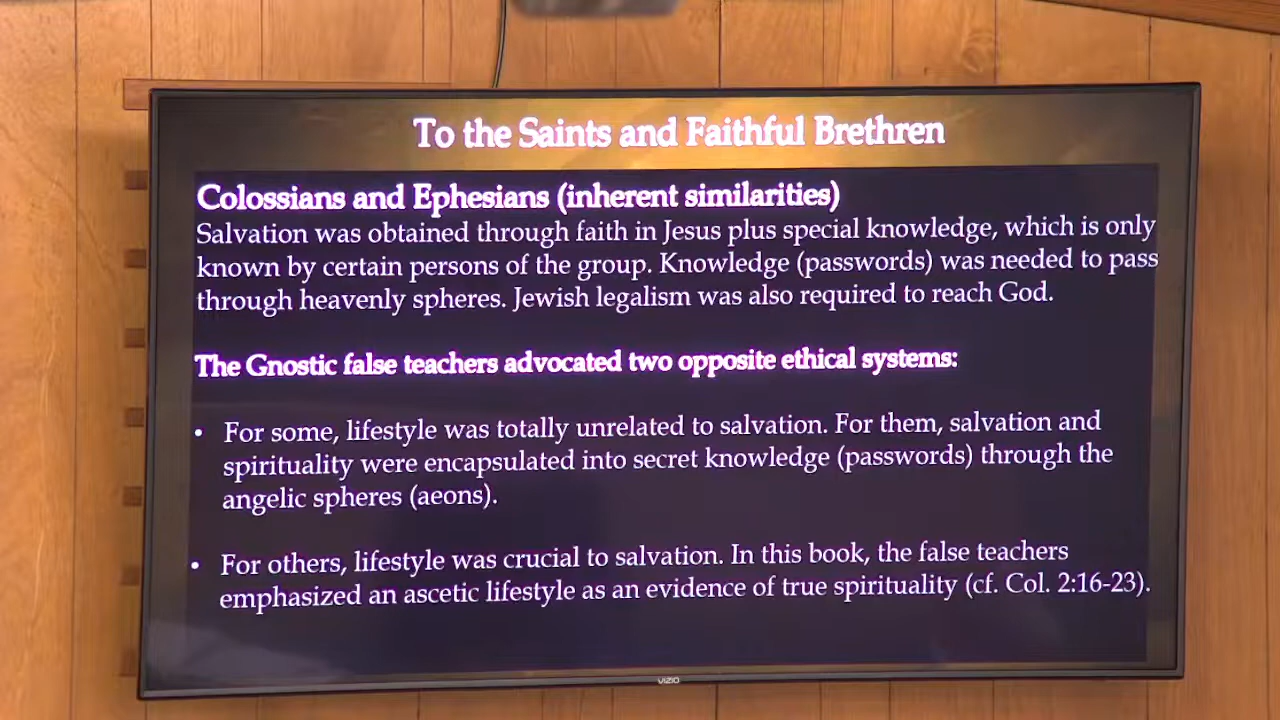 To the Saints and Faithful Brethren
Colossians and Ephesians (inherent similarities)
Salvation was obtained through faith in Jesus plus special knowledge, which is only
known by certain persons of the group. Knowledge (passwords) was needed to pass
through heavenly spheres. Jewish legalism was also required to reach God.
The Gnostic false teachers advocated two opposite ethical systems:
• For some, lifestyle was totally unrelated to salvation. For them, salvation and
spirituality were encapsulated into secret knowledge (passwords) through the
angelic spheres (aeons).
• For others, lifestyle was crucial to salvation. In this book, the false teachers
emphasized an ascetic lifestyle as an evidence of true spirituality (cf. Col. 2:16-23).
VIZIO